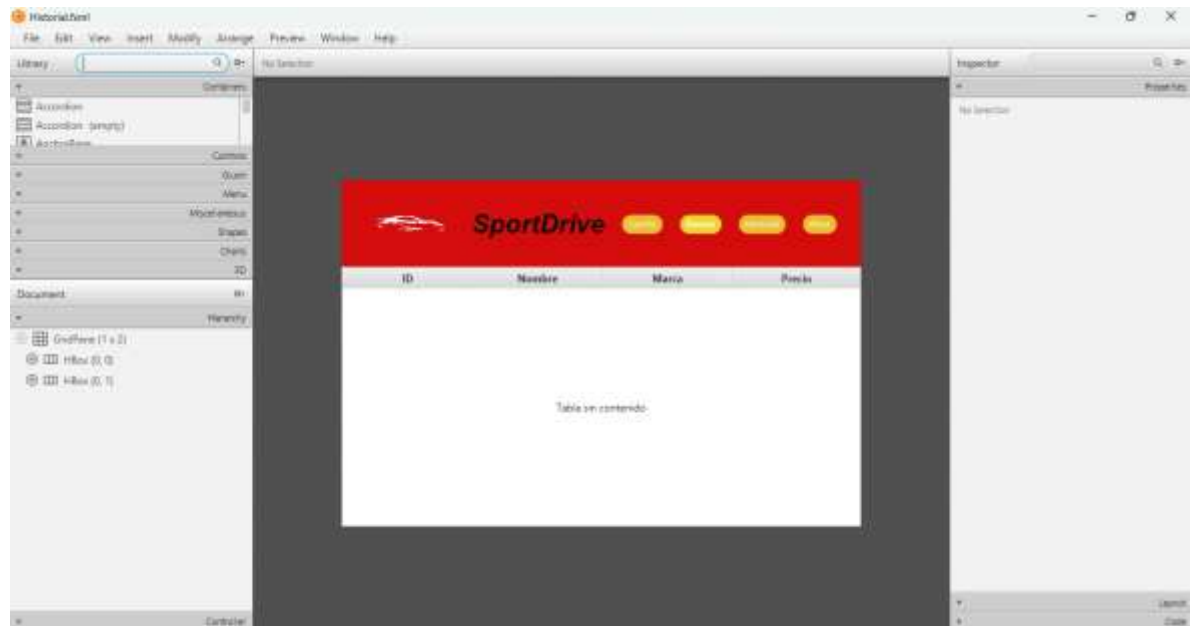 Historial.fxml
File Edit View Insert Modify Arrange Preview Window Help
Library
No Selection
Inspector
Containers
Properties
Accordion
No Selection
Accordion (empty)
AnchorPane
Controls
Gluon
Menu
Miscellaneous
Shapes
Charts
3D
SportDrive
ID Nombre Marca Precio
Document
Hierarchy
GridPane (1 x 2)
HBox (0, 0)
HBox (0, 1)
Tabla sin contenido
Layout
Controller
Code